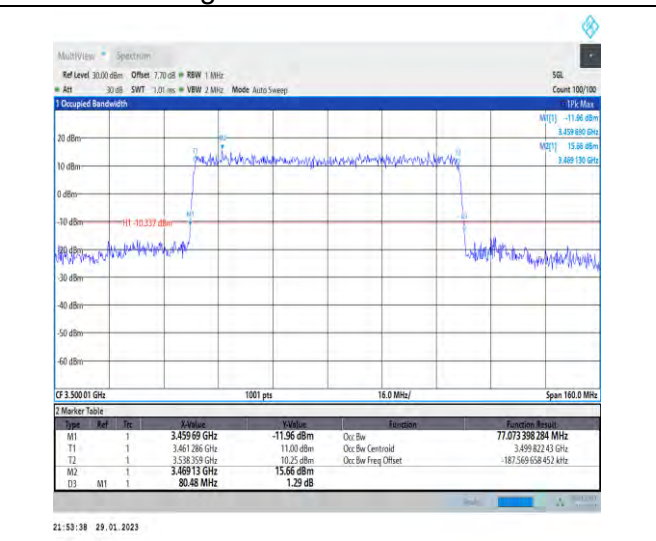 MultiView Spectrum
Ref Level 30.00 dBm Offset 7.70 dB RBW 1 MHz SGL
Att 30 dB SWT 1.01 ms VBW 2 MHz Mode Auto Sweep Count 100/100
1 Occupied Bandwidth 1Pk Max
M1[1] -11.96 dBm
3.459 690 GHz
M2[1] 15.66 dBm
3.469 130 GHz
20 dBm
10 dBm
0 dBm
-10 dBm
H1 -10.337 dBm
M1
-20 dBm
-30 dBm
-40 dBm
-50 dBm
-60 dBm
CF 3.500 01 GHz 1001 pts 16.0 MHz/ Span 160.0 MHz
2 Marker Table
Type Ref Trc X-Value Y-Value Function Function Result
M1 1 3.459 69 GHz -11.96 dBm Occ Bw 77.073 398 284 MHz
T1 1 3.461 286 GHz 11.00 dBm Occ Bw Centroid 3.499 822 43 GHz
T2 1 3.538 359 GHz 10.25 dBm Occ Bw Freq Offset -187.569 658 452 kHz
M2 1 3.469 13 GHz 15.66 dBm
D3 M1 1 80.48 MHz 1.29 dB
21:53:38 29.01.2023